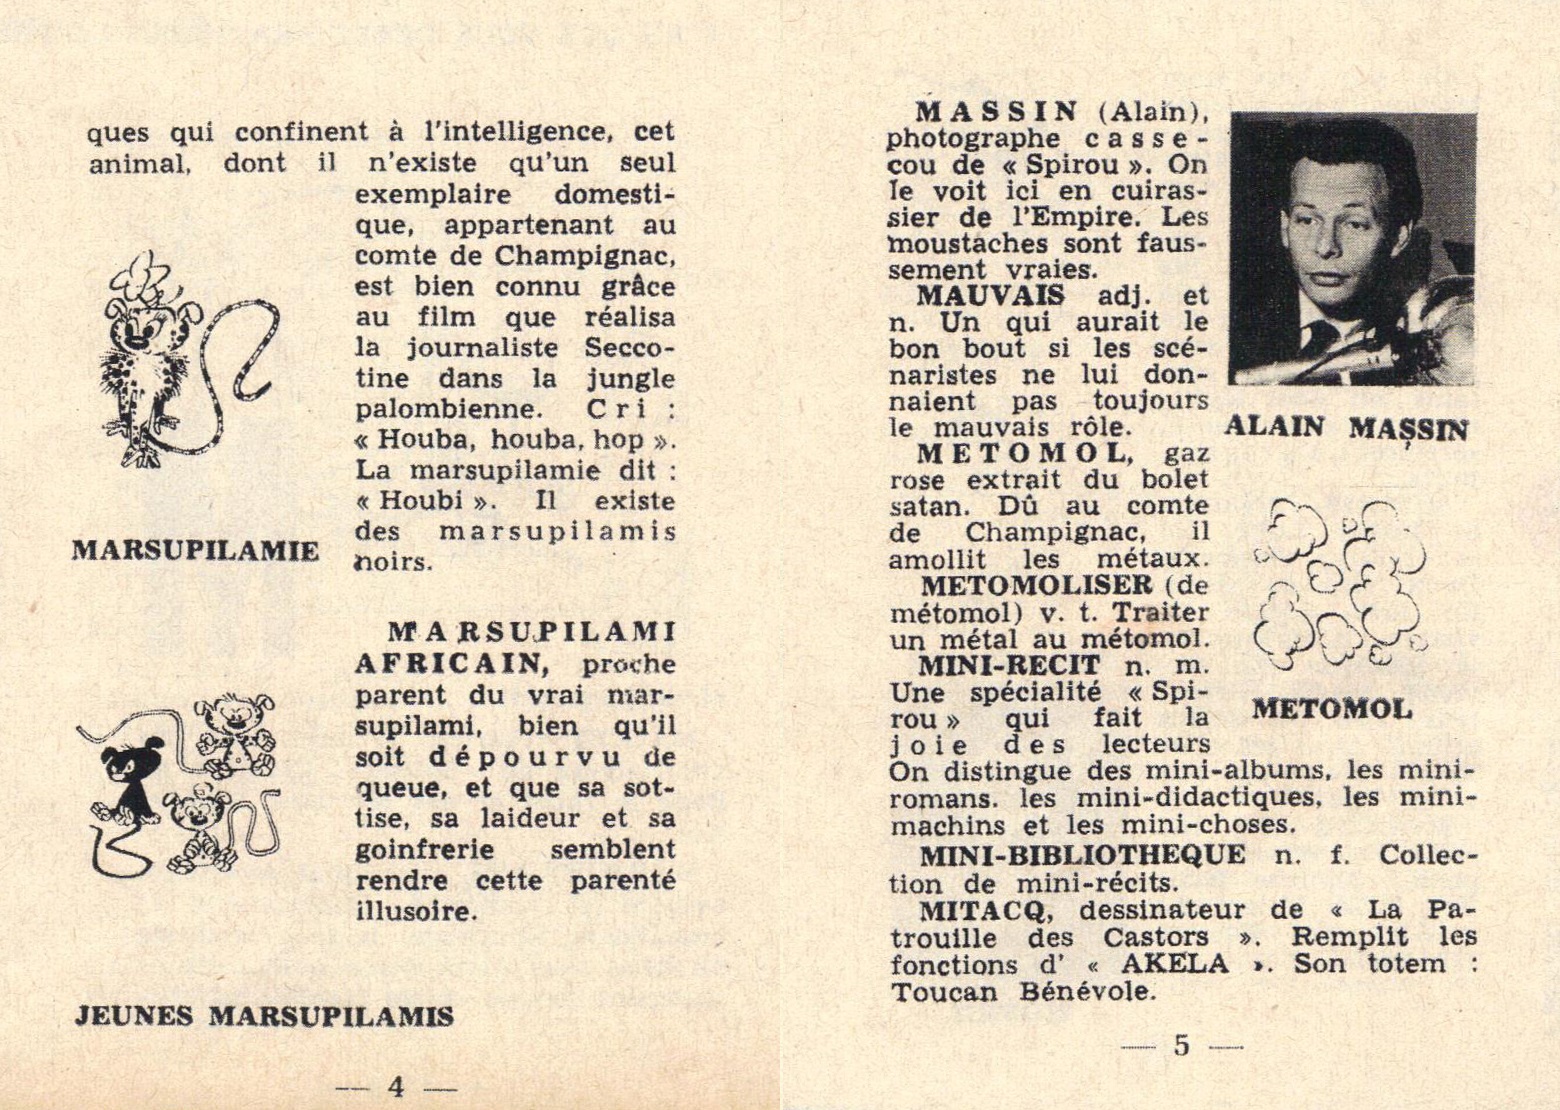 ques qui confinent à l'intelligence, cet
animal, dont il n'existe qu'un seul
exemplaire domesti-
que, appartenant au
comte de Champignac,
est bien connu grâce
au film que réalisa
la journaliste Secco-
tine dans la jungle
palombienne. Cri :
« Houba, houba, hop ».
La marsupilamie dit :
« Houbi ». Il existe
des marsupilamis
noirs.
MARSUPILAMIE
MARSUPILAMI
AFRICAIN, proche
parent du vrai mar-
supilami, bien qu'il
soit dépourvu de
queue, et que sa sot-
tise, sa laideur et sa
goinfrerie semblent
rendre cette parenté
illusoire.
JEUNES MARSUPILAMIS
— 4 —
MASSIN (Alain),
photographe casse-
cou de « Spirou ». On
le voit ici en cuiras-
sier de l'Empire. Les
moustaches sont faus-
sement vraies.
MAUVAIS adj. et
n. Un qui aurait le
bon bout si les scé-
naristes ne lui don-
naient pas toujours
le mauvais rôle.
ALAIN MASSIN
METOMOL, gaz
rose extrait du bolet
satan. Dû au comte
de Champignac, il
amollit les métaux.
METOMOLISER (de
métomol) v. t. Traiter
un métal au métomol.
MINI-RECIT n. m.
Une spécialité « Spi-
rou » qui fait la
joie des lecteurs
METOMOL
On distingue des mini-albums, les mini-
romans. les mini-didactiques, les mini-
machins et les mini-choses.
MINI-BIBLIOTHEQUE n. f. Collec-
tion de mini-récits.
MITACQ, dessinateur de « La Pa-
trouille des Castors ». Remplit les
fonctions d' « AKELA ». Son totem :
Toucan Bénévole.
— 5 —